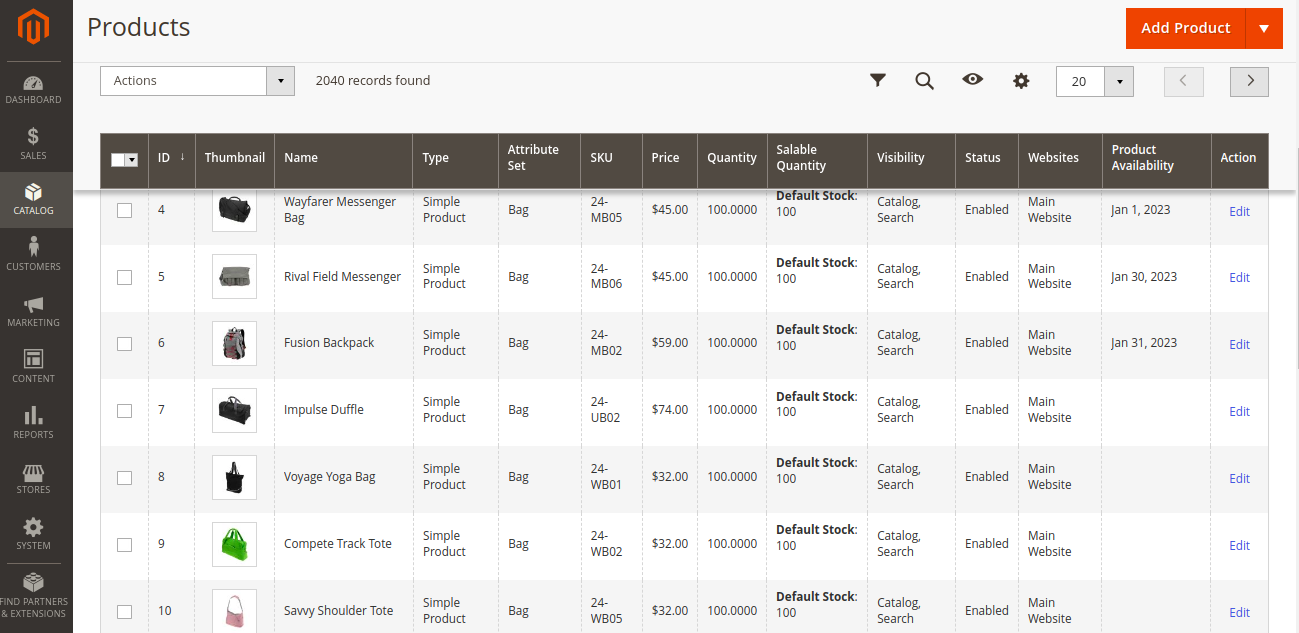 Products
Add Product
Actions
2040 records found
20
DASHBOARD
SALES
CATALOG
CUSTOMERS
MARKETING
CONTENT
REPORTS
STORES
SYSTEM
FIND PARTNERS
& EXTENSIONS
ID ↓ Thumbnail Name Type Attribute Set SKU Price Quantity Salable Quantity Visibility Status Websites Product Availability Action
4 Wayfarer Messenger Bag Simple Product Bag 24-MB05 $45.00 100.0000 Default Stock: 100 Catalog, Search Enabled Main Website Jan 1, 2023 Edit
5 Rival Field Messenger Simple Product Bag 24-MB06 $45.00 100.0000 Default Stock: 100 Catalog, Search Enabled Main Website Jan 30, 2023 Edit
6 Fusion Backpack Simple Product Bag 24-MB02 $59.00 100.0000 Default Stock: 100 Catalog, Search Enabled Main Website Jan 31, 2023 Edit
7 Impulse Duffle Simple Product Bag 24-UB02 $74.00 100.0000 Default Stock: 100 Catalog, Search Enabled Main Website Edit
8 Voyage Yoga Bag Simple Product Bag 24-WB01 $32.00 100.0000 Default Stock: 100 Catalog, Search Enabled Main Website Edit
9 Compete Track Tote Simple Product Bag 24-WB02 $32.00 100.0000 Default Stock: 100 Catalog, Search Enabled Main Website Edit
10 Savvy Shoulder Tote Simple Product Bag 24-WB05 $32.00 100.0000 Default Stock: 100 Catalog, Search Enabled Main Website Edit